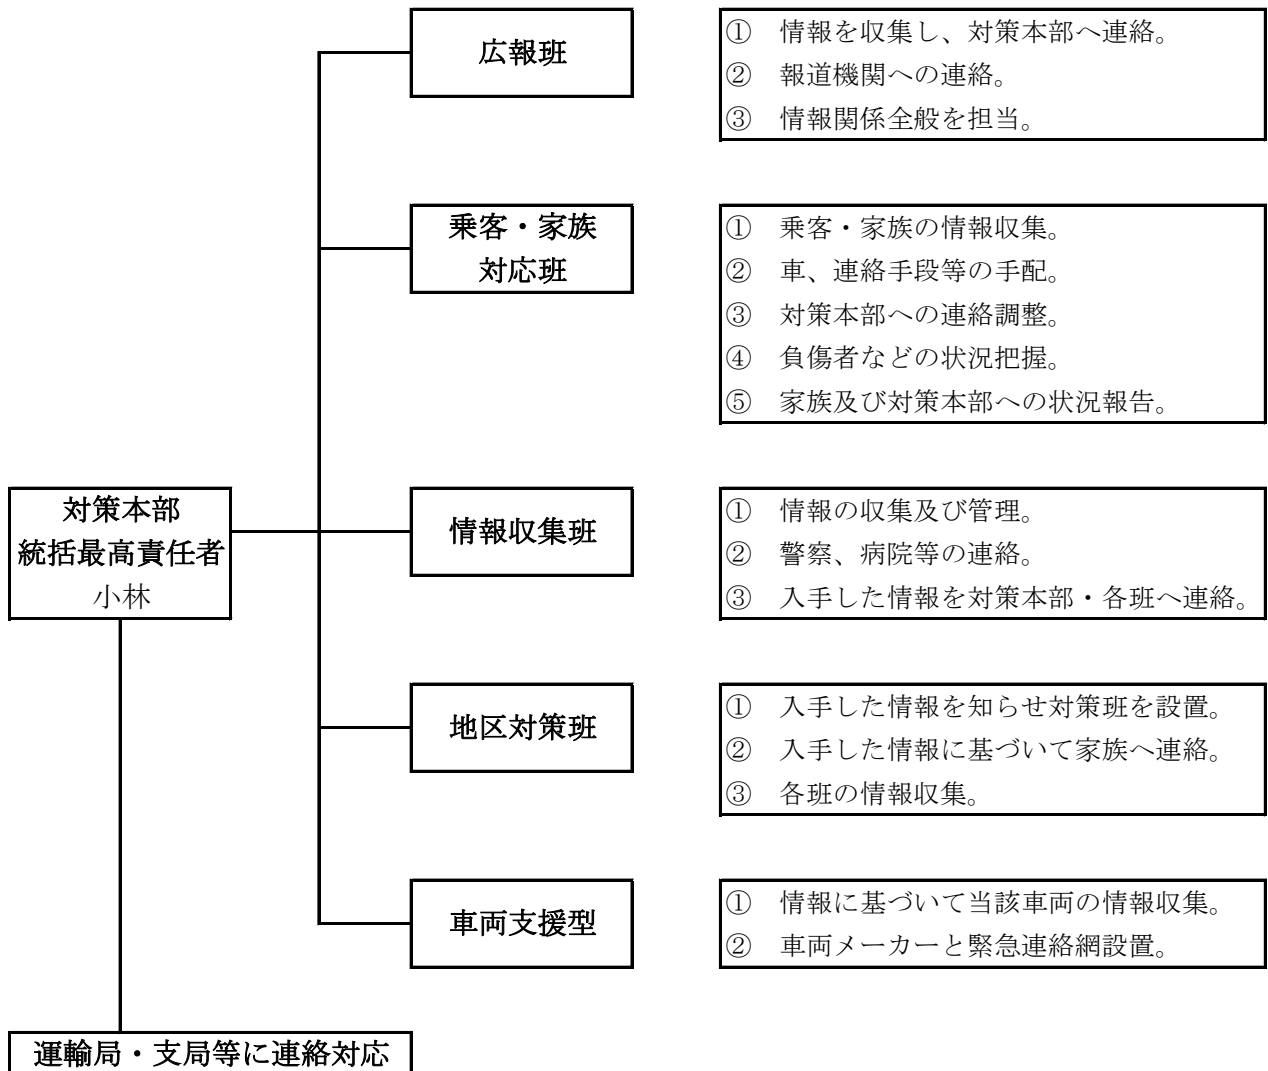 広報班
① 情報を収集し、対策本部へ連絡。
② 報道機関への連絡。
③ 情報関係全般を担当。
乗客・家族
対応班
① 乗客・家族の情報収集。
② 車、連絡手段等の手配。
③ 対策本部への連絡調整。
④ 負傷者などの状況把握。
⑤ 家族及び対策本部への状況報告。
対策本部
統括最高責任者
小林
情報収集班
① 情報の収集及び管理。
② 警察、病院等の連絡。
③ 入手した情報を対策本部・各班へ連絡。
地区対策班
① 入手した情報を知らせ対策班を設置。
② 入手した情報に基づいて家族へ連絡。
③ 各班の情報収集。
車両支援型
① 情報に基づいて当該車両の情報収集。
② 車両メーカーと緊急連絡網設置。
運輸局・支局等に連絡対応